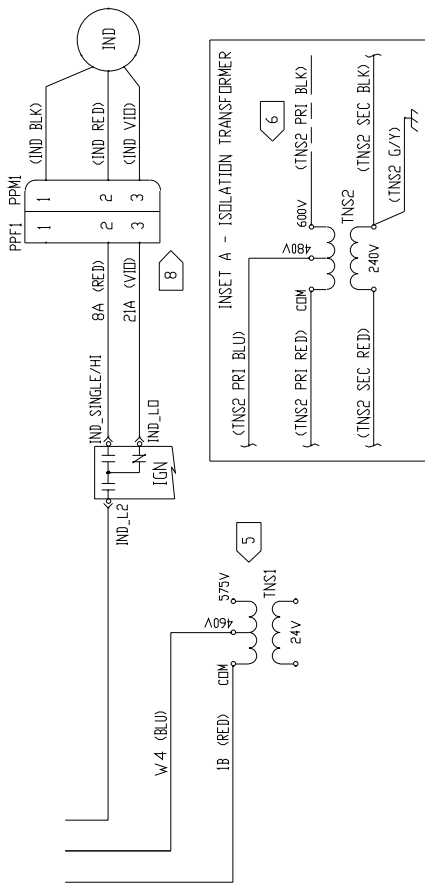 IND
(IND BLK)
(IND RED)
(IND VIO)
PPF1 PPM1
1 1
2 2
3 3
8A (RED)
21A (VIO)
8
IND_SINGLE/HI
IND_LO
IGN
IND_L2
INSET A - ISOLATION TRANSFORMER
6
(TNS2 PRI BLU)
(TNS2 PRI RED)
(TNS2 PRI BLK)
COM
480V
600V
TNS2
240V
(TNS2 SEC RED)
(TNS2 SEC BLK)
(TNS2 G/Y)
5
W4 (BLU)
1B (RED)
COM
460V
575V
TNS1
24V